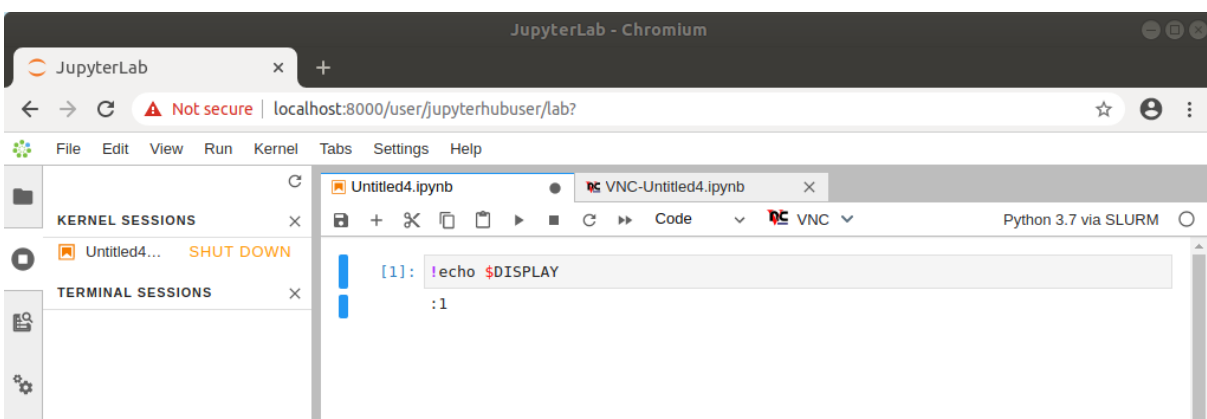 JupyterLab - Chromium
JupyterLab
Not secure | localhost:8000/user/jupyterhubuser/lab?
File Edit View Run Kernel Tabs Settings Help
KERNEL SESSIONS
Untitled4... SHUT DOWN
TERMINAL SESSIONS
Untitled4.ipynb VNC-Untitled4.ipynb
Code VNC Python 3.7 via SLURM
[1]: !echo $DISPLAY
:1